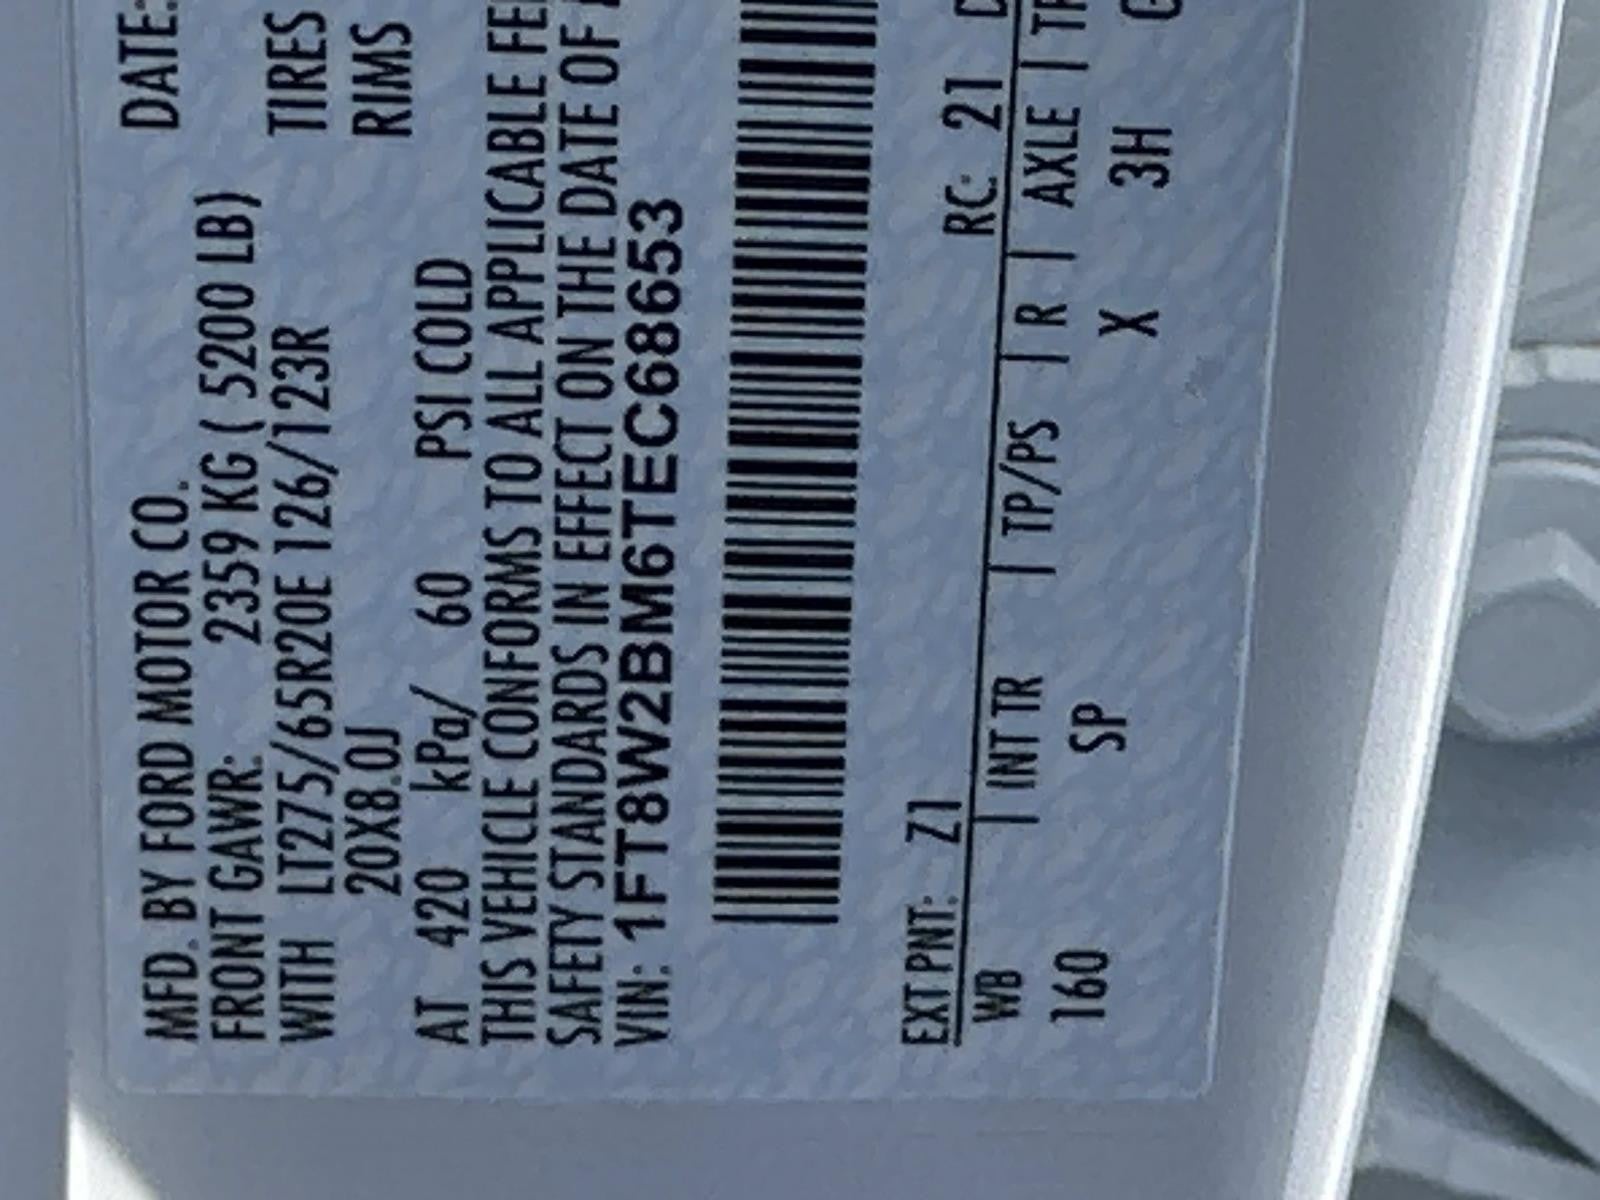 MFD. BY FORD MOTOR CO. DATE:
FRONT GAWR: 2359 KG ( 5200 LB)
WITH LT275/65R20E 126/123R TIRES
20X8.0J RIMS
AT 420 kPa/ 60 PSI COLD
THIS VEHICLE CONFORMS TO ALL APPLICABLE FE
SAFETY STANDARDS IN EFFECT ON THE DATE OF
VIN: 1FT8W2BM6TEC68653
EXT PNT: Z1 RC: 21 D
WB | INT TR | TP/PS | R | AXLE | TR
160 SP X 3H G